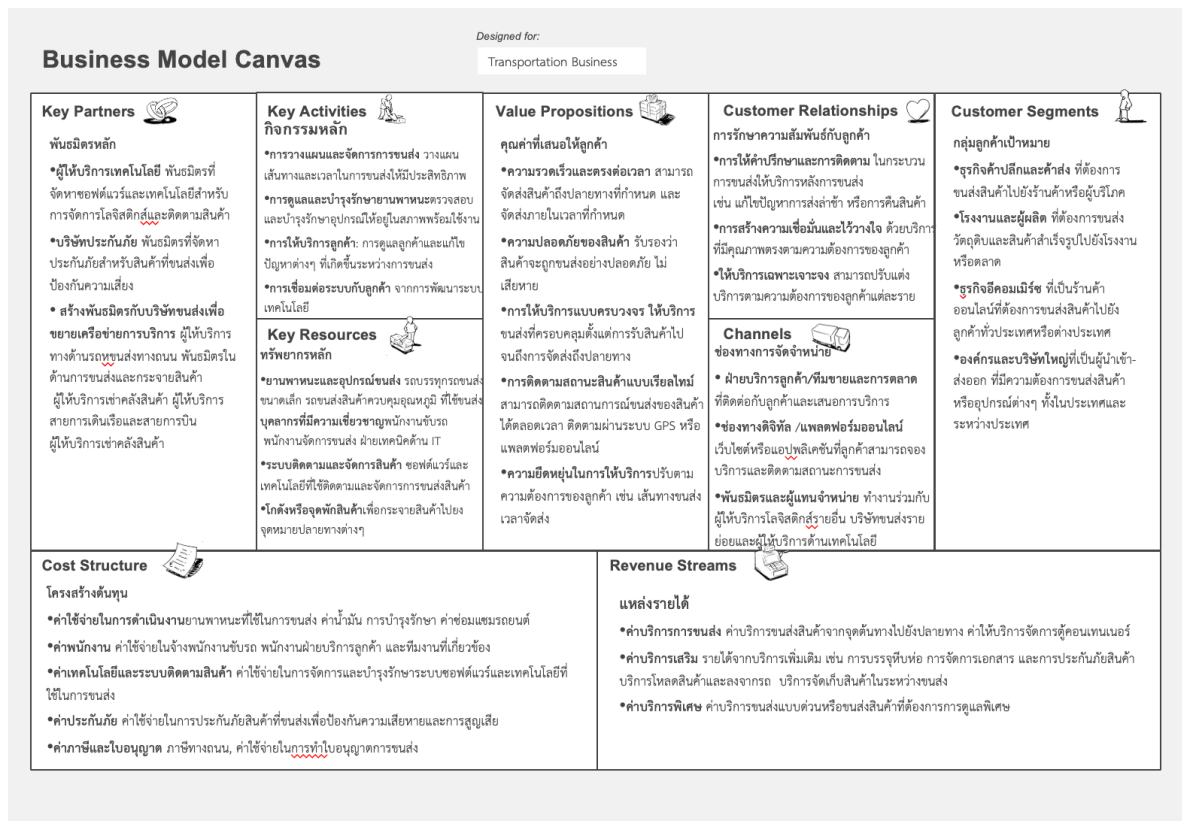 Designed for:
Business Model Canvas
Transportation Business
Key Partners
พันธมิตรหลัก
•ผู้ให้บริการเทคโนโลยี พันธมิตรที่
จัดหาซอฟต์แวร์และเทคโนโลยีสำหรับ
การจัดการโลจิสติกส์และติดตามสินค้า
•บริษัทประกันภัย พันธมิตรที่จัดหา
ประกันภัยสำหรับสินค้าที่ขนส่งเพื่อ
ป้องกันความเสี่ยง
• สร้างพันธมิตรกับบริษัทขนส่งเพื่อ
ขยายเครือข่ายการบริการ ผู้ให้บริการ
ทางด้านรถหุขนส่งทางถนน พันธมิตรใน
ด้านการขนส่งและกระจายสินค้า
ผู้ให้บริการเช่าคลังสินค้า ผู้ให้บริการ
สายการเดินเรือและสายการบิน
ผู้ให้บริการเช่าคลังสินค้า
Key Activities
กิจกรรมหลัก
•การวางแผนและจัดการการขนส่ง วางแผน
เส้นทางและเวลาในการขนส่งให้มีประสิทธิภาพ
•การดูแลและบำรุงรักษายานพาหนะตรวจสอบ
และบำรุงรักษาอุปกรณ์ให้อยู่ในสภาพพร้อมใช้งาน
•การให้บริการลูกค้า: การดูแลลูกค้าและแก้ไข
ปัญหาต่างๆ ที่เกิดขึ้นระหว่างการขนส่ง
•การเชื่อมต่อระบบกับลูกค้า จากการพัฒนาระบบ
เทคโนโลยี
Key Resources
ทรัพยากรหลัก
•ยานพาหนะและอุปกรณ์ขนส่ง รถบรรทุกรถขนส่ง
ขนาดเล็ก รถขนส่งสินค้าควบคุมอุณหภูมิ ที่ใช้ขนส่ง
บุคลากรที่มีความเชี่ยวชาญพนักงานขับรถ
พนักงานจัดการขนส่ง ฝ่ายเทคนิคด้าน IT
•ระบบติดตามและจัดการสินค้า ซอฟต์แวร์และ
เทคโนโลยีที่ใช้ติดตามและจัดการการขนส่งสินค้า
•โกดังหรือจุดพักสินค้าเพื่อกระจายสินค้าไปยง
จุดหมายปลายทางต่างๆ
Value Propositions
คุณค่าที่เสนอให้ลูกค้า
•ความรวดเร็วและตรงต่อเวลา สามารถ
จัดส่งสินค้าถึงปลายทางที่กำหนด และ
จัดส่งภายในเวลาที่กำหนด
•ความปลอดภัยของสินค้า รับรองว่า
สินค้าจะถูกขนส่งอย่างปลอดภัย ไม่
เสียหาย
•การให้บริการแบบครบวงจร ให้บริการ
ขนส่งที่ครอบคลุมตั้งแต่การรับสินค้าไป
จนถึงการจัดส่งถึงปลายทาง
•การติดตามสถานะสินค้าแบบเรียลไทม์
สามารถติดตามสถานการณ์ขนส่งของสินค้า
ได้ตลอดเวลา ติดตามผ่านระบบ GPS หรือ
แพลตฟอร์มออนไลน์
•ความยืดหยุ่นในการให้บริการปรับตาม
ความต้องการของลูกค้า เช่น เส้นทางขนส่ง
เวลาจัดส่ง
Customer Relationships
การรักษาความสัมพันธ์กับลูกค้า
•การให้คำปรึกษาและการติดตาม ในกระบวน
การขนส่งให้บริการหลังการขนส่ง
เช่น แก้ไขปัญหาการส่งล่าช้า หรือการคืนสินค้า
•การสร้างความเชื่อมั่นและไว้วางใจ ด้วยบริการ
ที่มีคุณภาพตรงตามความต้องการของลูกค้า
•ให้บริการเฉพาะเจาะจง สามารถปรับแต่ง
บริการตามความต้องการของลูกค้าแต่ละราย
Channels
ช่องทางการจัดจำหน่าย
• ฝ่ายบริการลูกค้า/ทีมขายและการตลาด
ที่ติดต่อกับลูกค้าและเสนอการบริการ
•ช่องทางดิจิทัล /แพลตฟอร์มออนไลน์
เว็บไซต์หรือแอปพลิเคชันที่ลูกค้าสามารถจอง
บริการและติดตามสถานะการขนส่ง
•พันธมิตรและผู้แทนจำหน่าย ทำงานร่วมกับ
ผู้ให้บริการโลจิสติกส์รายอื่น บริษัทขนส่งราย
ย่อยและผู้ให้บริการด้านเทคโนโลยี
Customer Segments
กลุ่มลูกค้าเป้าหมาย
•ธุรกิจค้าปลีกและค้าส่ง ที่ต้องการ
ขนส่งสินค้าไปยังร้านค้าหรือผู้บริโภค
•โรงงานและผู้ผลิต ที่ต้องการขนส่ง
วัตถุดิบและสินค้าสำเร็จรูปไปยังโรงงาน
หรือตลาด
•ธุรกิจอีคอมเมิร์ซ ที่เป็นร้านค้า
ออนไลน์ที่ต้องการขนส่งสินค้าไปยัง
ลูกค้าทั่วประเทศหรือต่างประเทศ
•องค์กรและบริษัทใหญ่ที่เป็นผู้นำเข้า-
ส่งออก ที่มีความต้องการขนส่งสินค้า
หรืออุปกรณ์ต่างๆ ทั้งในประเทศและ
ระหว่างประเทศ
Cost Structure
โครงสร้างต้นทุน
•ค่าใช้จ่ายในการดำเนินงานยานพาหนะที่ใช้ในการขนส่ง ค่าน้ำมัน การบำรุงรักษา ค่าซ่อมแซมรถยนต์
•ค่าพนักงาน ค่าใช้จ่ายในจ้างพนักงานขับรถ พนักงานฝ่ายบริการลูกค้า และทีมงานที่เกี่ยวข้อง
•ค่าเทคโนโลยีและระบบติดตามสินค้า ค่าใช้จ่ายในการจัดการและบำรุงรักษาระบบซอฟต์แวร์และเทคโนโลยีที่
ใช้ในการขนส่ง
•ค่าประกันภัย ค่าใช้จ่ายในการประกันภัยสินค้าที่ขนส่งเพื่อป้องกันความเสียหายและการสูญเสีย
•ค่าภาษีและใบอนุญาต ภาษีทางถนน, ค่าใช้จ่ายในการทำใบอนุญาตการขนส่ง
Revenue Streams
แหล่งรายได้
•ค่าบริการการขนส่ง ค่าบริการขนส่งสินค้าจากจุดต้นทางไปยังปลายทาง ค่าให้บริการจัดการตู้คอนเทนเนอร์
•ค่าบริการเสริม รายได้จากบริการเพิ่มเติม เช่น การบรรจุหีบห่อ การจัดการเอกสาร และการประกันภัยสินค้า
บริการโหลดสินค้าและลงจากรถ บริการจัดเก็บสินค้าในระหว่างขนส่ง
•ค่าบริการพิเศษ ค่าบริการขนส่งแบบด่วนหรือขนส่งสินค้าที่ต้องการการดูแลพิเศษ